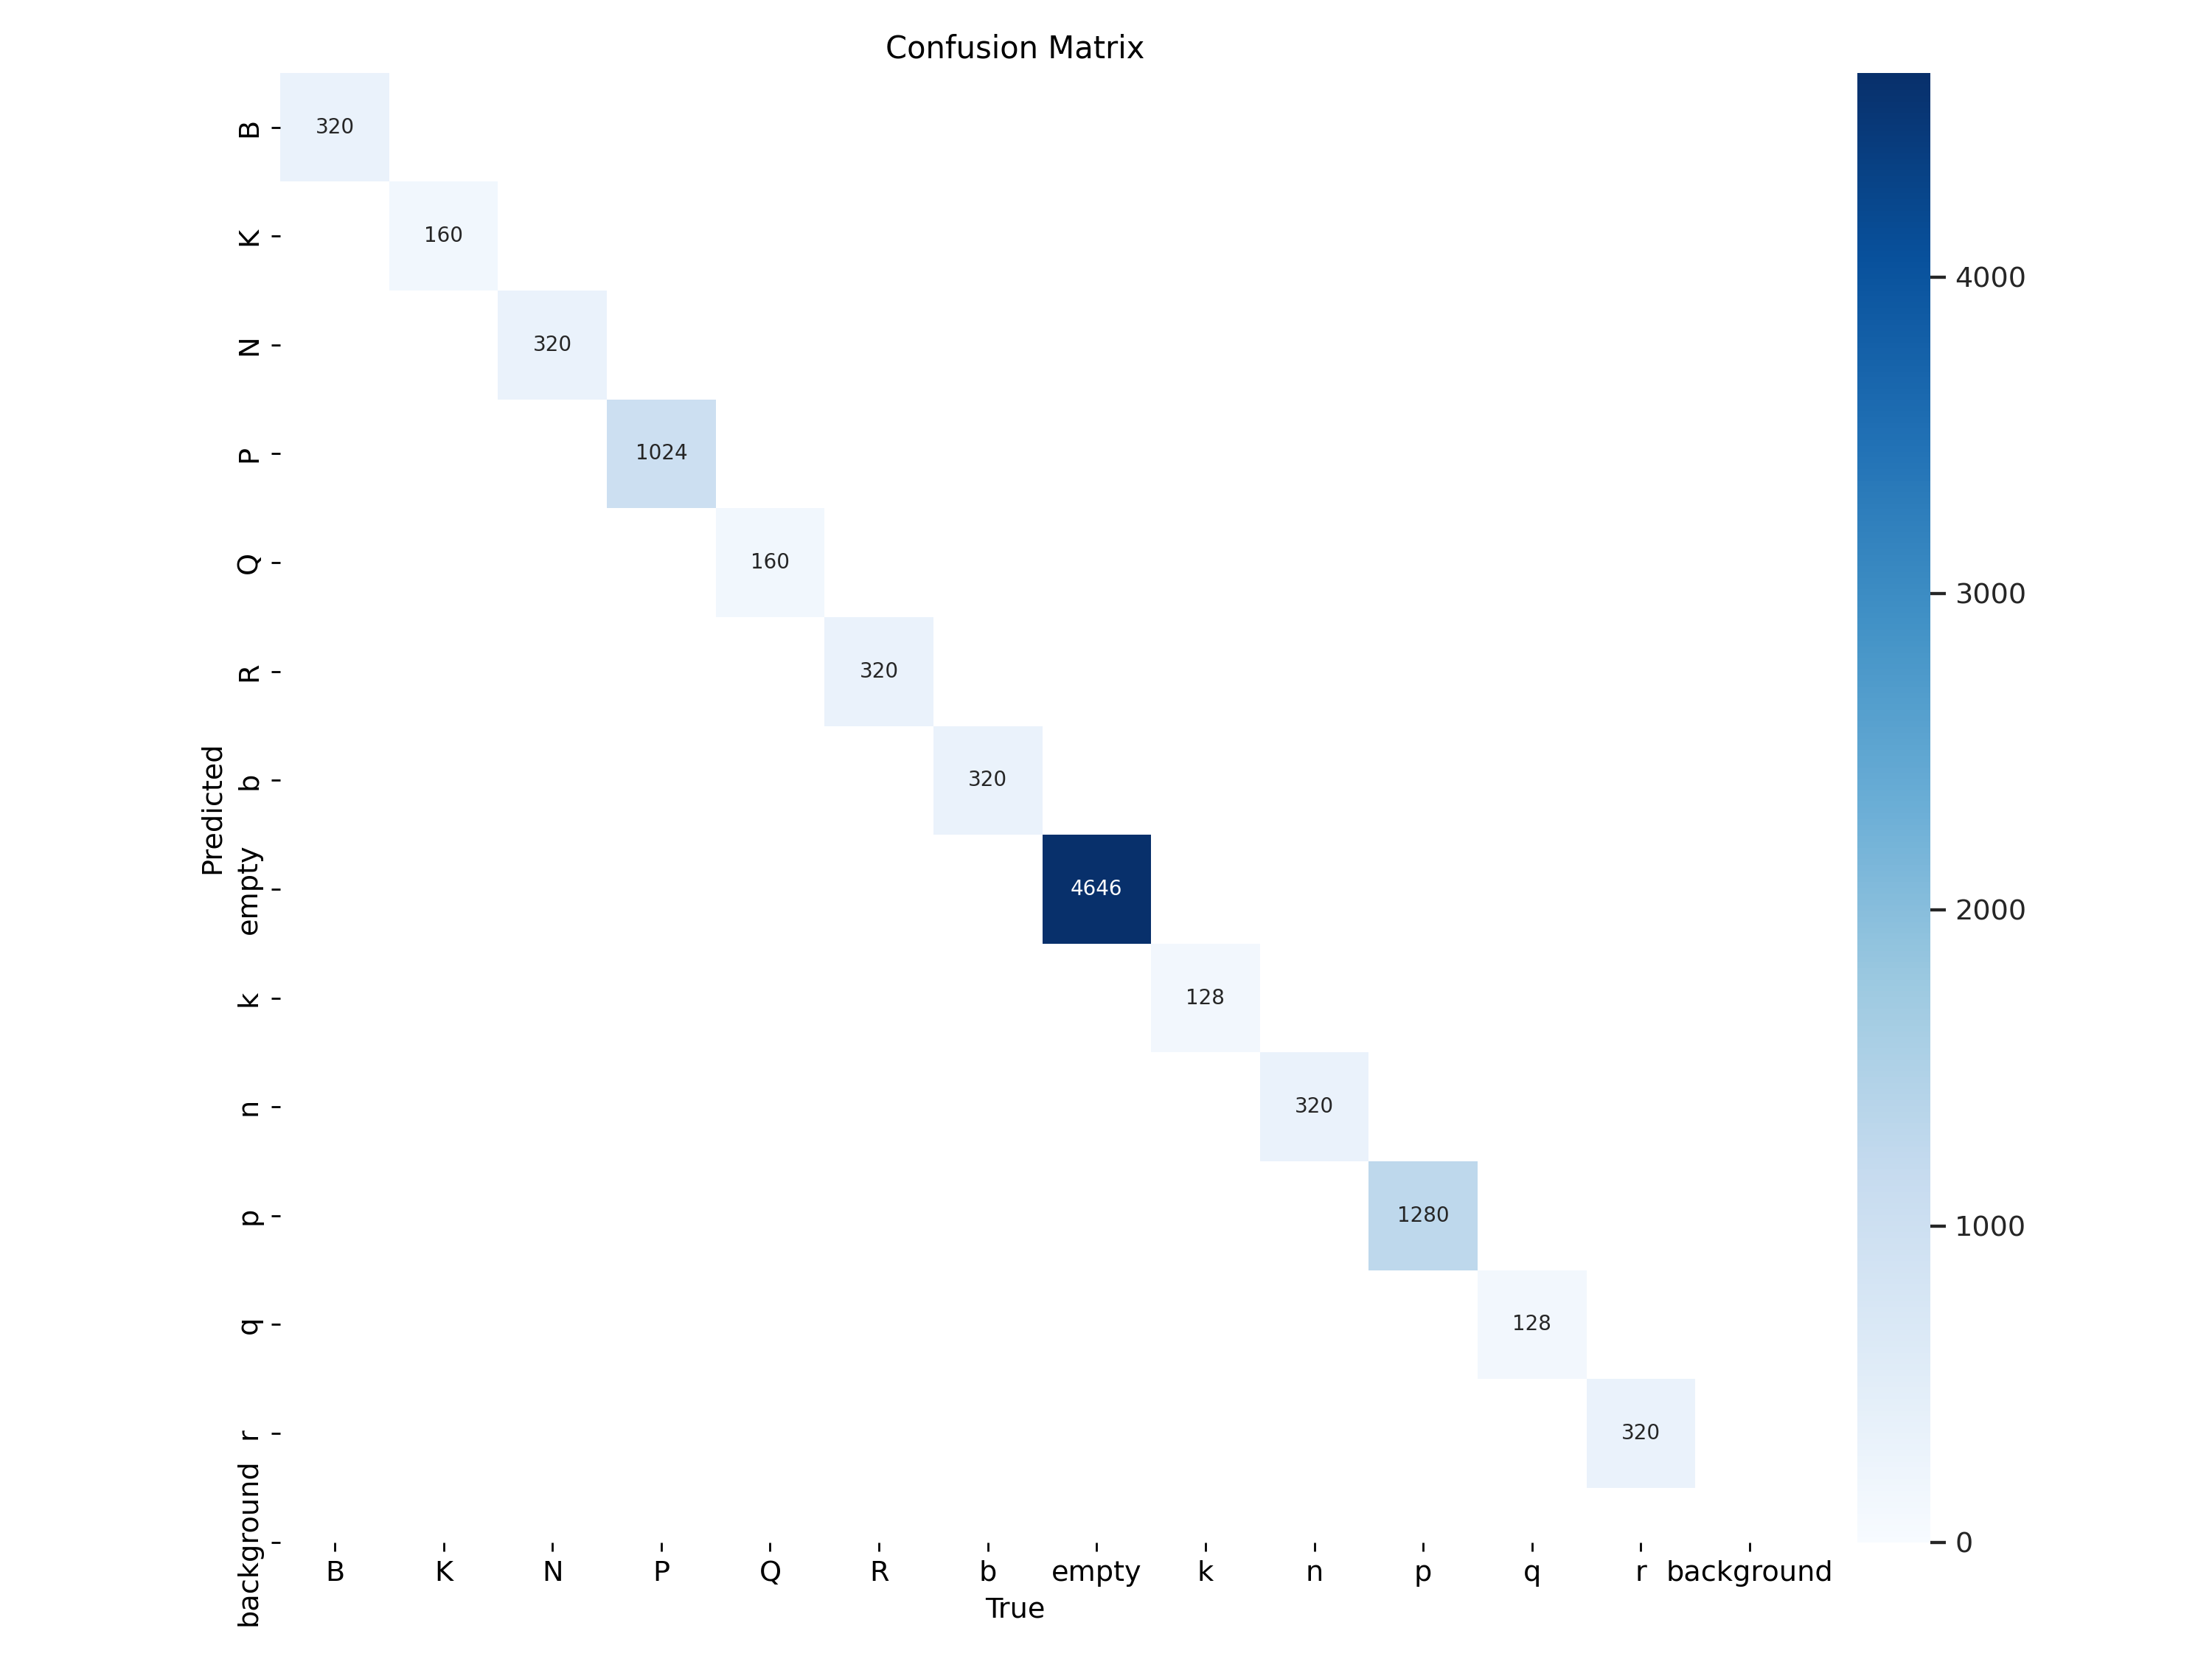 Confusion Matrix
B
320
K
160
N
320
P
1024
Q
160
R
320
b
320
empty
4646
k
128
n
320
p
1280
q
128
r
320
background
Predicted
B K N P Q R b empty k n p q r background
True
4000
3000
2000
1000
0